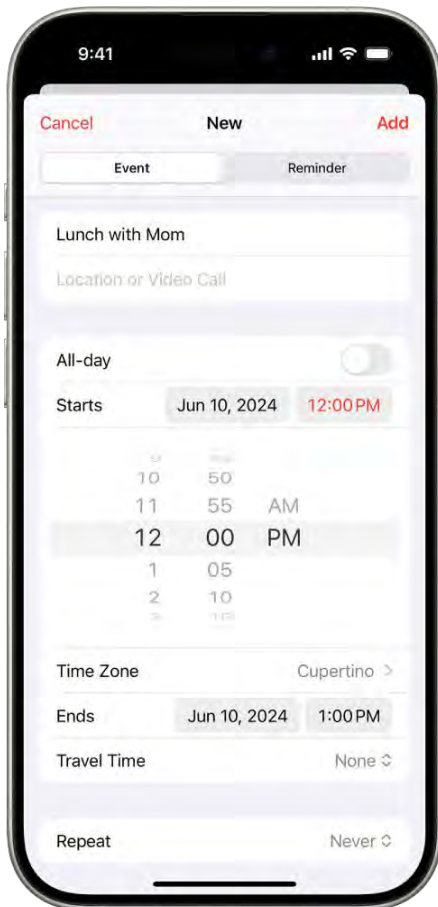 9:41
Cancel New Add
Event Reminder
Lunch with Mom
Location or Video Call
All-day
Starts Jun 10, 2024 12:00 PM
10 50
11 55 AM
12 00 PM
1 05
2 10
Time Zone Cupertino >
Ends Jun 10, 2024 1:00 PM
Travel Time None
Repeat Never